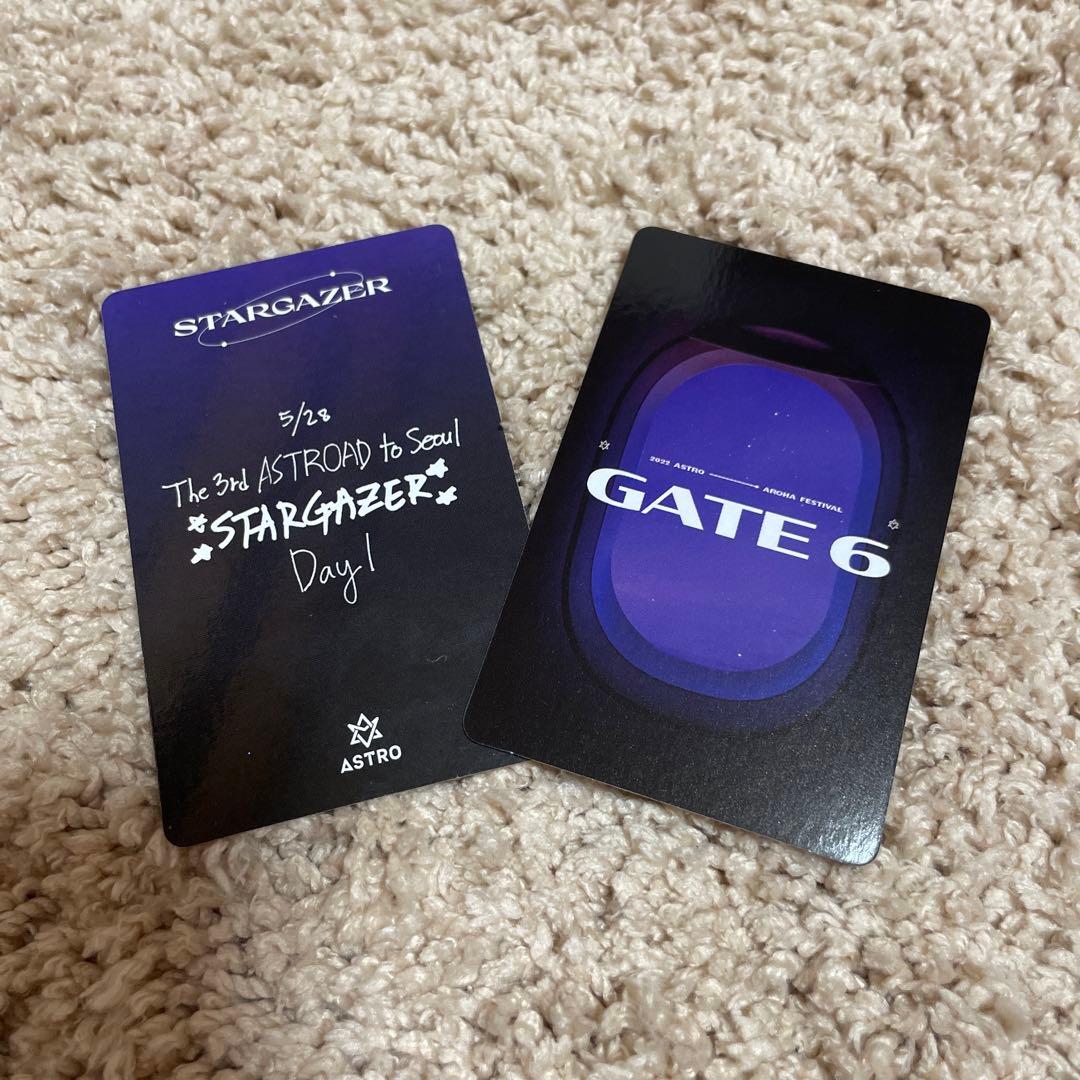 STARGAZER
5/28
The 3rd ASTROAD to Seoul
STARGAZER
Day 1
ASTRO
2022 ASTRO
AROHA FESTIVAL
GATE 6